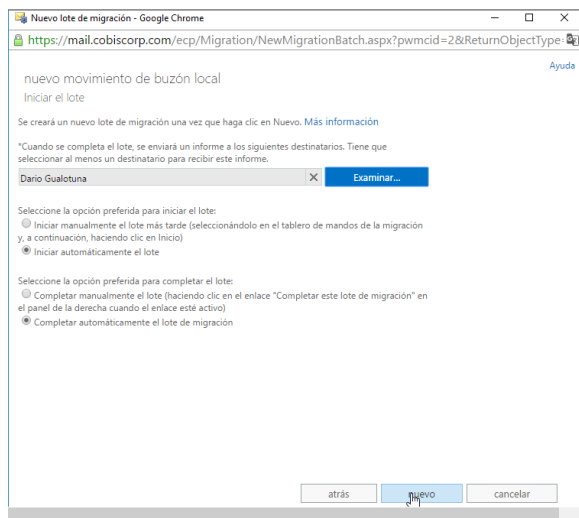 Nuevo lote de migración - Google Chrome
https://mail.cobiscorp.com/ecp/Migration/NewMigrationBatch.aspx?pwmcid=2&ReturnObjectType=
Ayuda
nuevo movimiento de buzón local
Iniciar el lote
Se creará un nuevo lote de migración una vez que haga clic en Nuevo. Más información
*Cuando se completa el lote, se enviará un informe a los siguientes destinatarios. Tiene que
seleccionar al menos un destinatario para recibir este informe.
Dario Gualotuna
Examinar...
Seleccione la opción preferida para iniciar el lote:
Iniciar manualmente el lote más tarde (seleccionándolo en el tablero de mandos de la migración
y, a continuación, haciendo clic en Inicio)
Iniciar automáticamente el lote
Seleccione la opción preferida para completar el lote:
Completar manualmente el lote (haciendo clic en el enlace "Completar este lote de migración" en
el panel de la derecha cuando el enlace esté activo)
Completar automáticamente el lote de migración
atrás nuevo cancelar